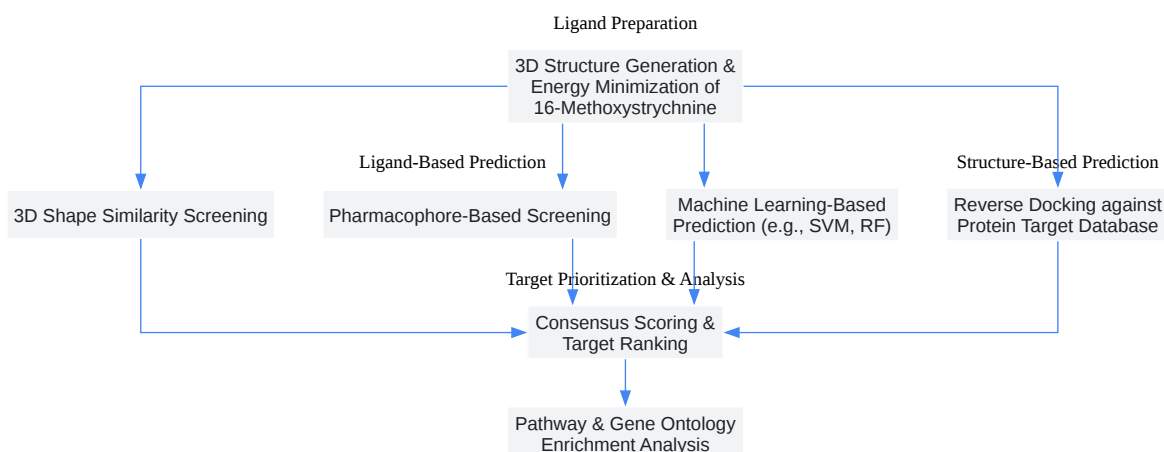 Ligand Preparation
3D Structure Generation &
Energy Minimization of
16-Methoxystrychnine
Ligand-Based Prediction
Structure-Based Prediction
3D Shape Similarity Screening
Pharmacophore-Based Screening
Machine Learning-Based
Prediction (e.g., SVM, RF)
Reverse Docking against
Protein Target Database
Target Prioritization & Analysis
Consensus Scoring &
Target Ranking
Pathway & Gene Ontology
Enrichment Analysis